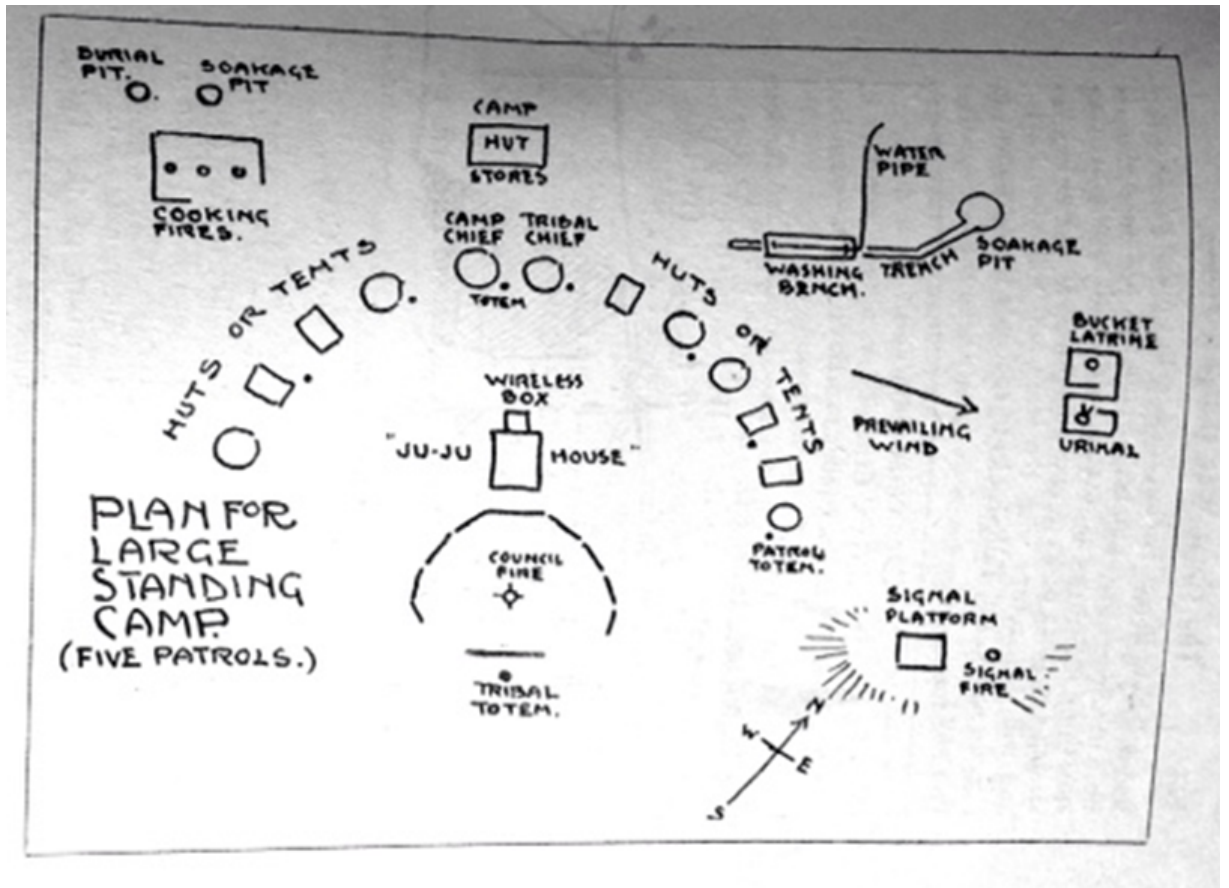 BURIAL
PIT.
SOAKAGE
PIT
COOKING
FIRES.
CAMP
HUT
STORES
WATER
PIPE
WASHING
BENCH.
TRENCH
SOAKAGE
PIT
CAMP
CHIEF
TRIBAL
CHIEF
TOTEM
HUTS OR TENTS
HUTS OR TENTS
BUCKET
LATRINE
URINAL
PREVAILING
WIND
WIRELESS
BOX
"JU-JU HOUSE"
PLAN FOR
LARGE
STANDING
CAMP.
(FIVE PATROLS.)
COUNCIL
FIRE
TRIBAL
TOTEM.
PATROL
TOTEM.
SIGNAL
PLATFORM
SIGNAL
FIRE
N
W
E
S